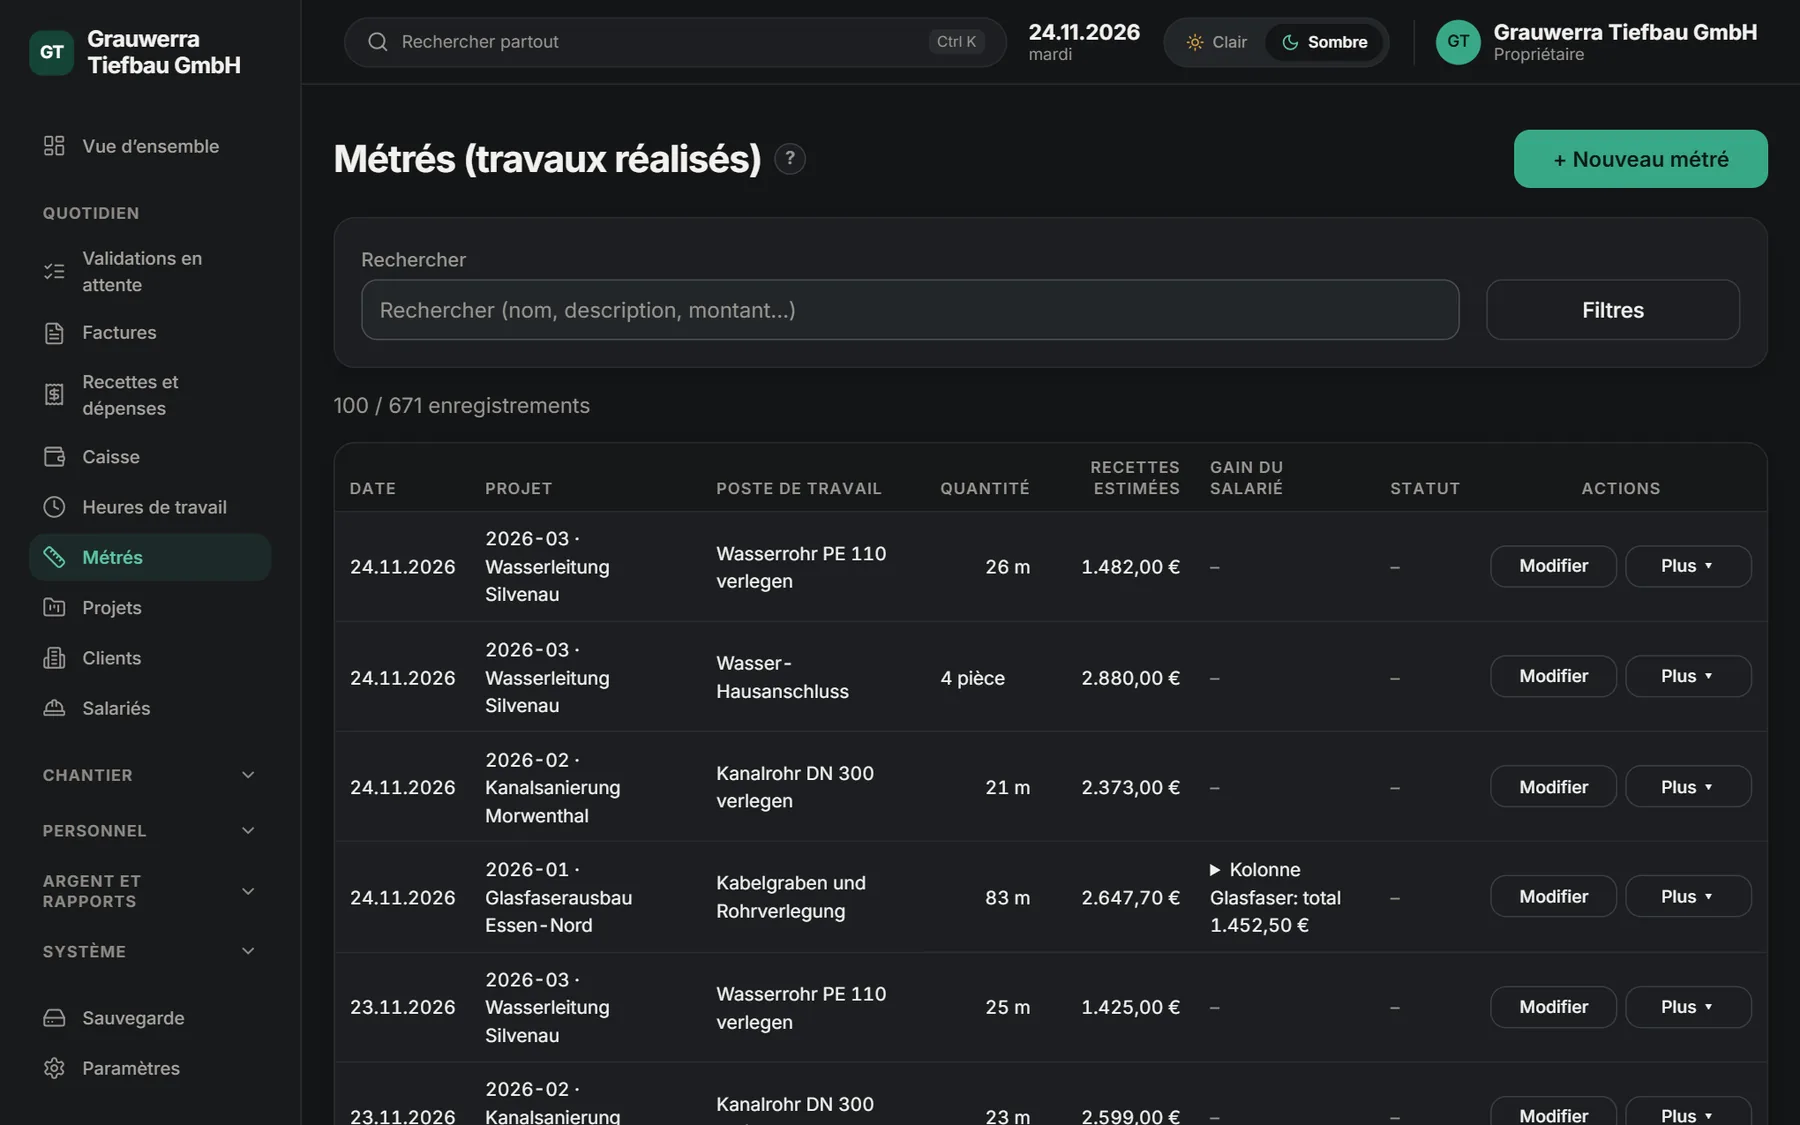 GT
Grauwerra
Tiefbau GmbH
Rechercher partout
Ctrl K
24.11.2026
mardi
Clair
Sombre
GT
Grauwerra Tiefbau GmbH
Propriétaire
Vue d’ensemble
QUOTIDIEN
Validations en
attente
Factures
Recettes et
dépenses
Caisse
Heures de travail
Métrés
Projets
Clients
Salariés
CHANTIER
PERSONNEL
ARGENT ET
RAPPORTS
SYSTÈME
Sauvegarde
Paramètres
Métrés (travaux réalisés)
?
+ Nouveau métré
Rechercher
Rechercher (nom, description, montant...)
Filtres
100 / 671 enregistrements
DATE
PROJET
POSTE DE TRAVAIL
QUANTITÉ
RECETTES
ESTIMÉES
GAIN DU
SALARIÉ
STATUT
ACTIONS
24.11.2026
2026-03 ·
Wasserleitung
Silvenau
Wasserrohr PE 110
verlegen
26 m
1.482,00 €
–
–
Modifier
Plus ▾
24.11.2026
2026-03 ·
Wasserleitung
Silvenau
Wasser-
Hausanschluss
4 pièce
2.880,00 €
–
–
Modifier
Plus ▾
24.11.2026
2026-02 ·
Kanalsanierung
Morwenthal
Kanalrohr DN 300
verlegen
21 m
2.373,00 €
–
–
Modifier
Plus ▾
24.11.2026
2026-01 ·
Glasfaserausbau
Essen-Nord
Kabelgraben und
Rohrverlegung
83 m
2.647,70 €
▶ Kolonne
Glasfaser: total
1.452,50 €
–
Modifier
Plus ▾
23.11.2026
2026-03 ·
Wasserleitung
Silvenau
Wasserrohr PE 110
verlegen
25 m
1.425,00 €
–
–
Modifier
Plus ▾
23.11.2026
2026-02 ·
Kanalsanierung
Kanalrohr DN 300
23 m
2.599,00 €
–
–
Modifier
Plus ▾